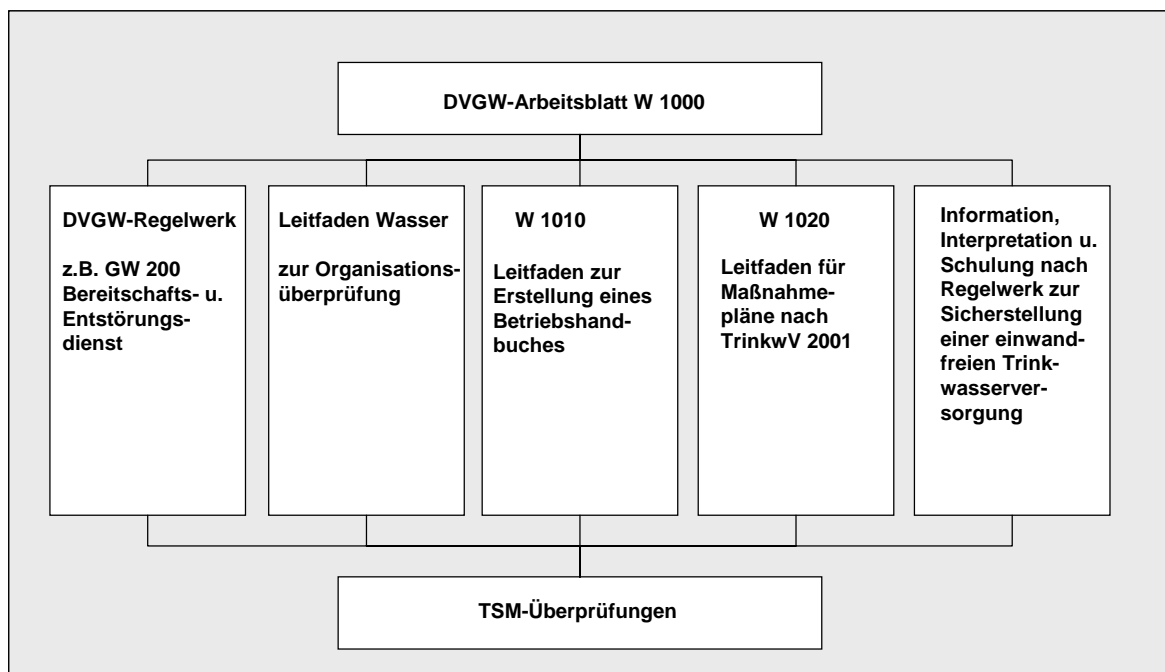 DVGW-Arbeitsblatt W 1000
DVGW-Regelwerk
z.B. GW 200
Bereitschafts- u.
Entstörungs-
dienst
Leitfaden Wasser
zur Organisations-
überprüfung
W 1010
Leitfaden zur
Erstellung eines
Betriebshand-
buches
W 1020
Leitfaden für
Maßnahme-
pläne nach
TrinkwV 2001
Information,
Interpretation u.
Schulung nach
Regelwerk zur
Sicherstellung
einer einwand-
freien Trink-
wasserver-
sorgung
TSM-Überprüfungen